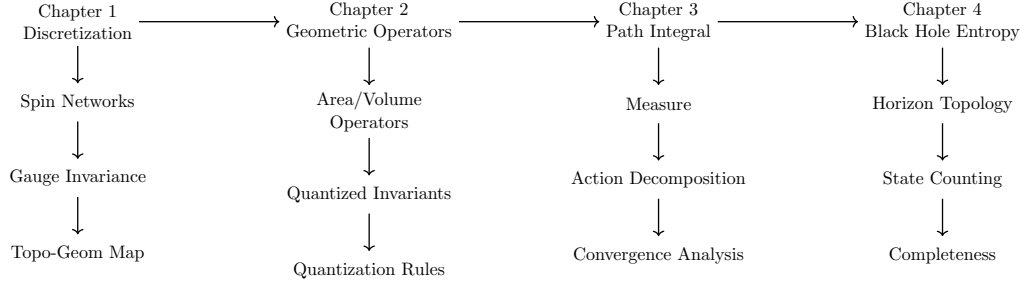 Chapter 1
Discretization
Chapter 2
Geometric Operators
Chapter 3
Path Integral
Chapter 4
Black Hole Entropy
Spin Networks
Area/Volume
Operators
Measure
Horizon Topology
Gauge Invariance
Quantized Invariants
Action Decomposition
State Counting
Topo-Geom Map
Quantization Rules
Convergence Analysis
Completeness